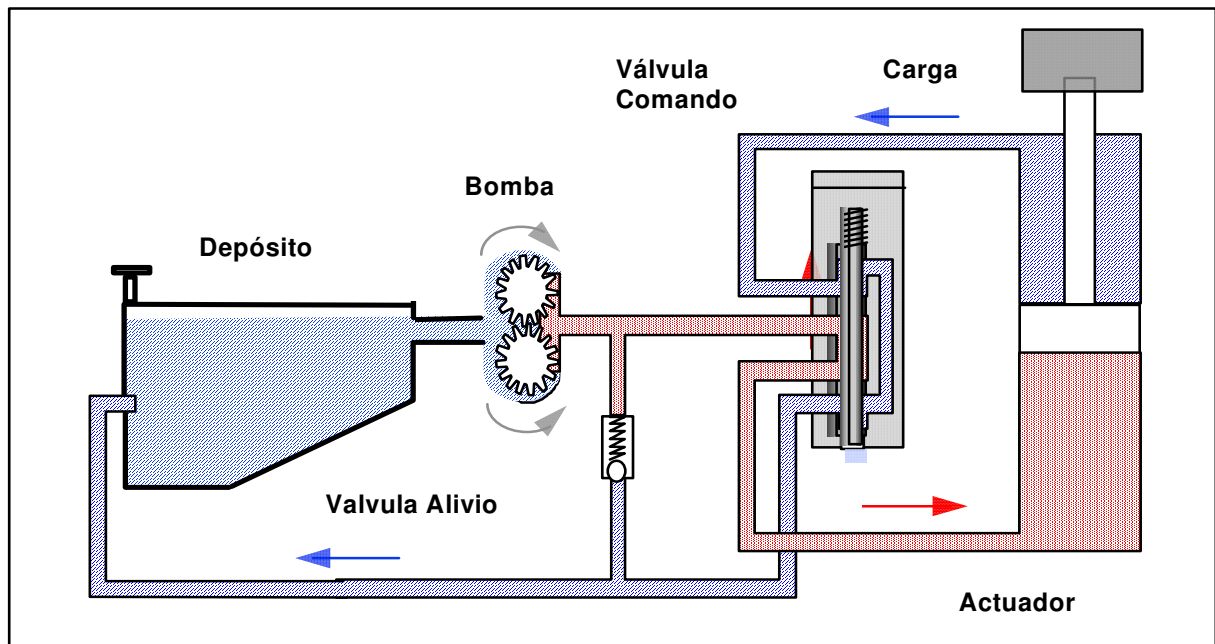 Válvula
Comando
Carga
Bomba
Depósito
Valvula Alivio
Actuador